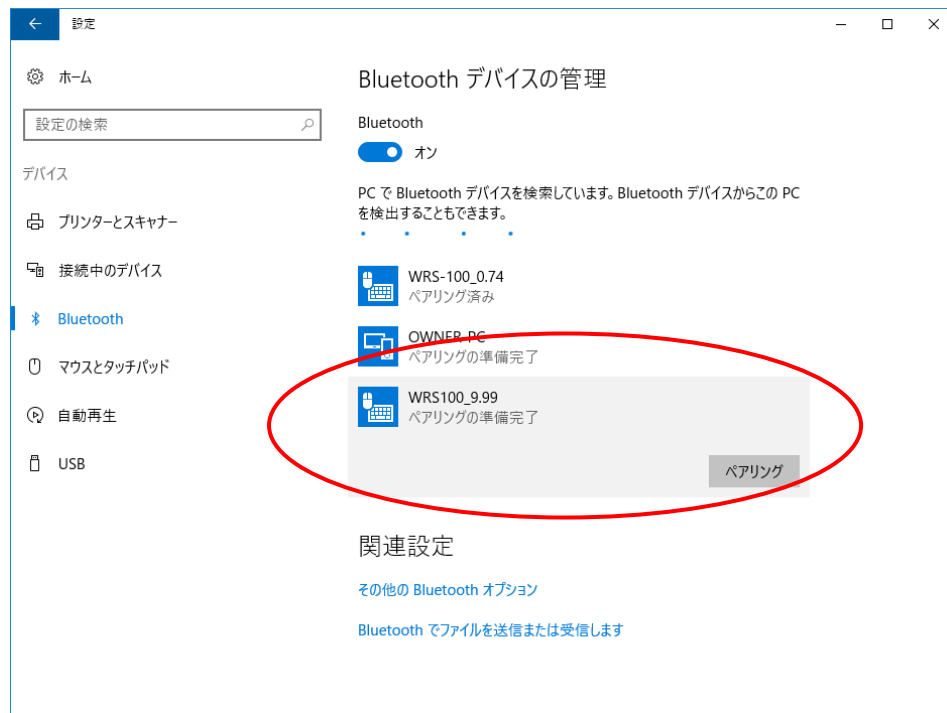 設定
ホーム
設定の検索
デバイス
プリンターとスキャナー
接続中のデバイス
Bluetooth
マウスとタッチパッド
自動再生
USB
Bluetooth デバイスの管理
Bluetooth
オン
PC で Bluetooth デバイスを検索しています。Bluetooth デバイスからこの PC
を検出することもできます。
WRS-100_0.74
ペアリング済み
OWNER-PC
ペアリングの準備完了
WRS100_9.99
ペアリングの準備完了
ペアリング
関連設定
その他の Bluetooth オプション
Bluetooth でファイルを送信または受信します